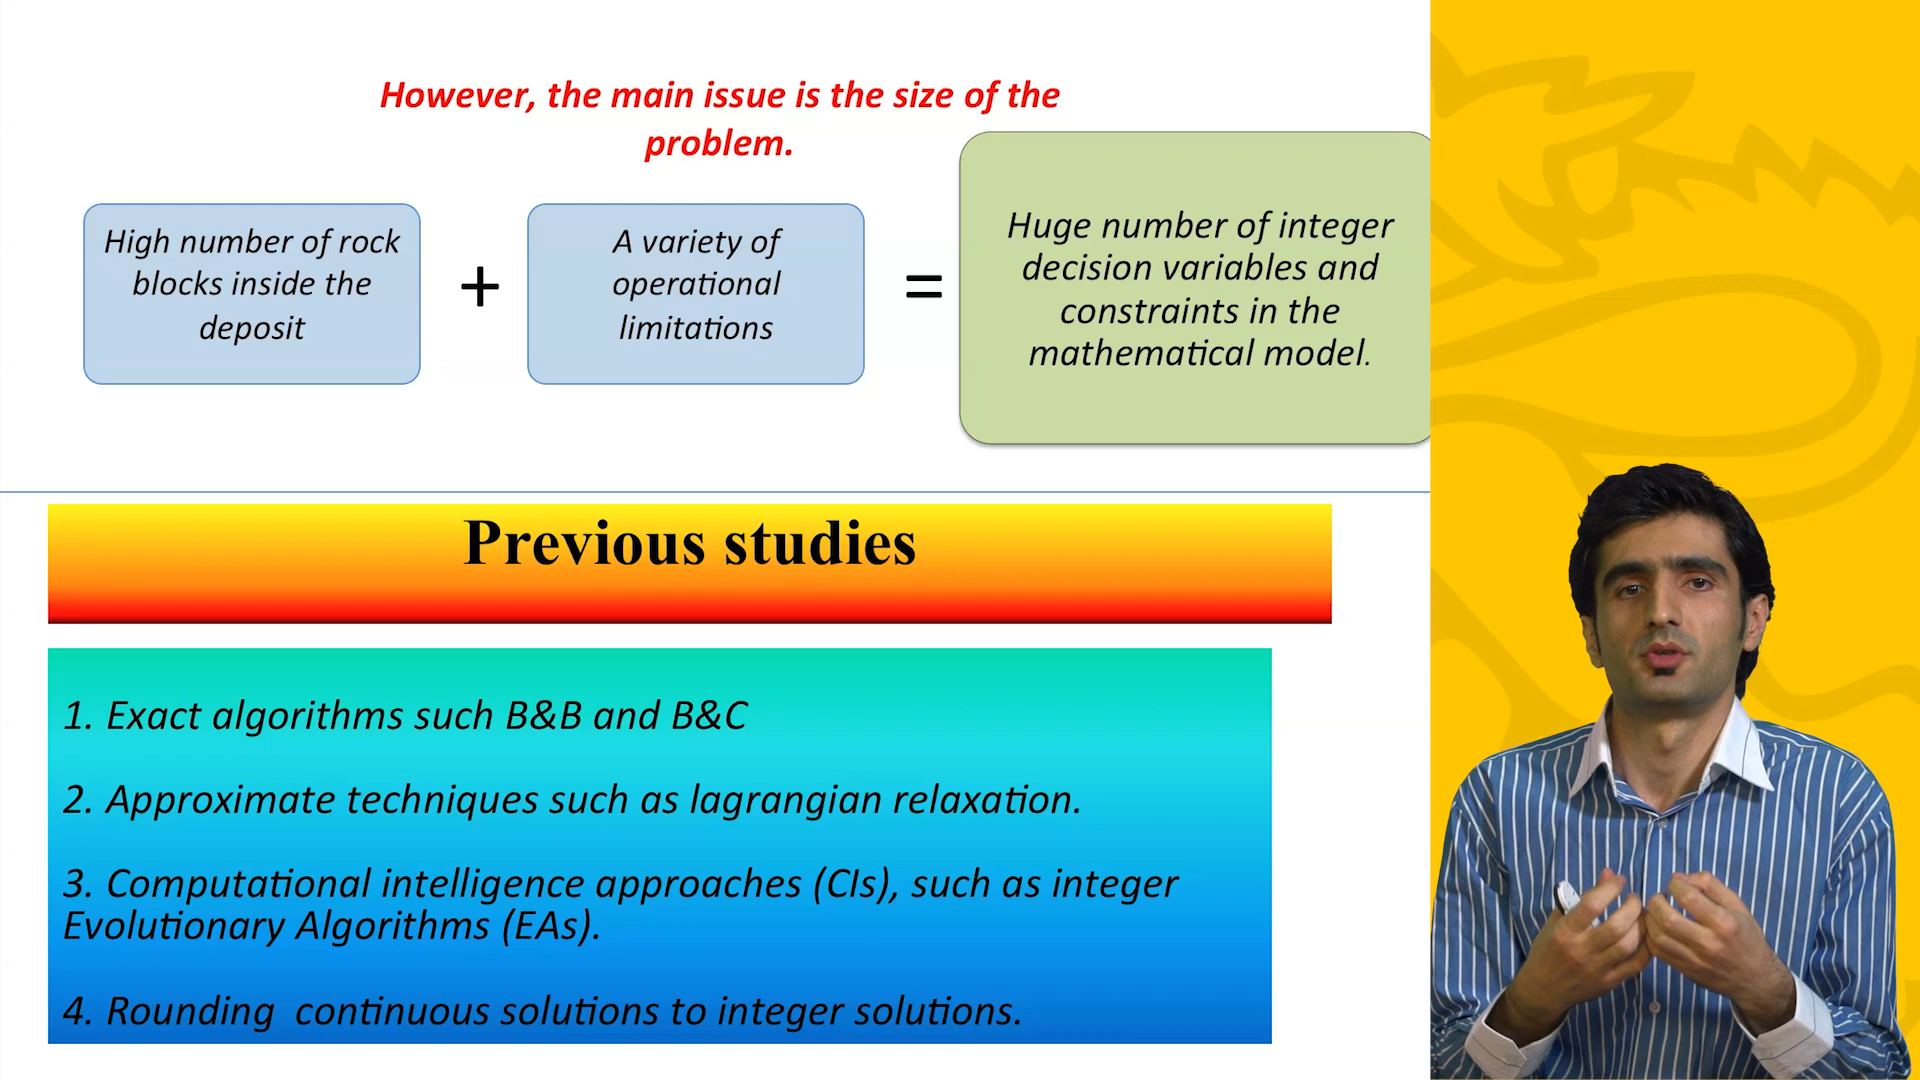 However, the main issue is the size of the
problem.
High number of rock
blocks inside the
deposit
+
A variety of
operational
limitations
=
Huge number of integer
decision variables and
constraints in the
mathematical model.
Previous studies
1. Exact algorithms such B&B and B&C
2. Approximate techniques such as lagrangian relaxation.
3. Computational intelligence approaches (CIs), such as integer
Evolutionary Algorithms (EAs).
4. Rounding  continuous solutions to integer solutions.